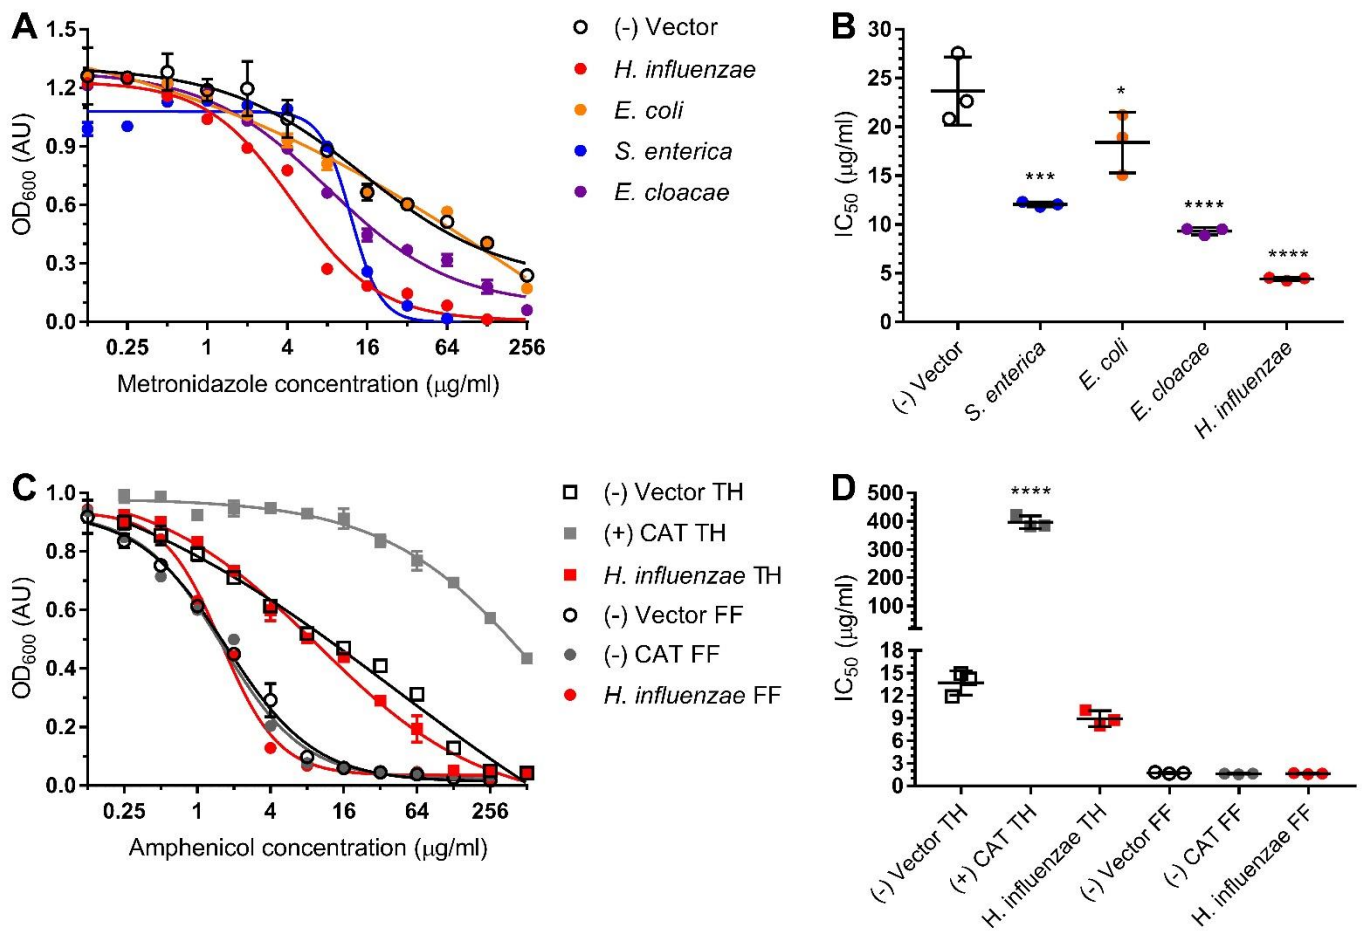 A
1.5
1.2
0.9
0.6
0.3
0.0
OD600 (AU)
0.25
1
4
16
64
256
Metronidazole concentration (μg/ml)
(-) Vector
H. influenzae
E. coli
S. enterica
E. cloacae
B
30
25
20
15
10
5
0
IC50 (μg/ml)
***
*
****
****
(-) Vector
S. enterica
E. coli
E. cloacae
H. influenzae
C
1.0
0.8
0.6
0.4
0.2
0.0
OD600 (AU)
0.25
1
4
16
64
256
Amphenicol concentration (μg/ml)
(-) Vector TH
(+) CAT TH
H. influenzae TH
(-) Vector FF
(-) CAT FF
H. influenzae FF
D
500
400
300
200
100
18
15
12
9
6
3
0
IC50 (μg/ml)
****
(-) Vector TH
(+) CAT TH
H. influenzae TH
(-) Vector FF
(-) CAT FF
H. influenzae FF